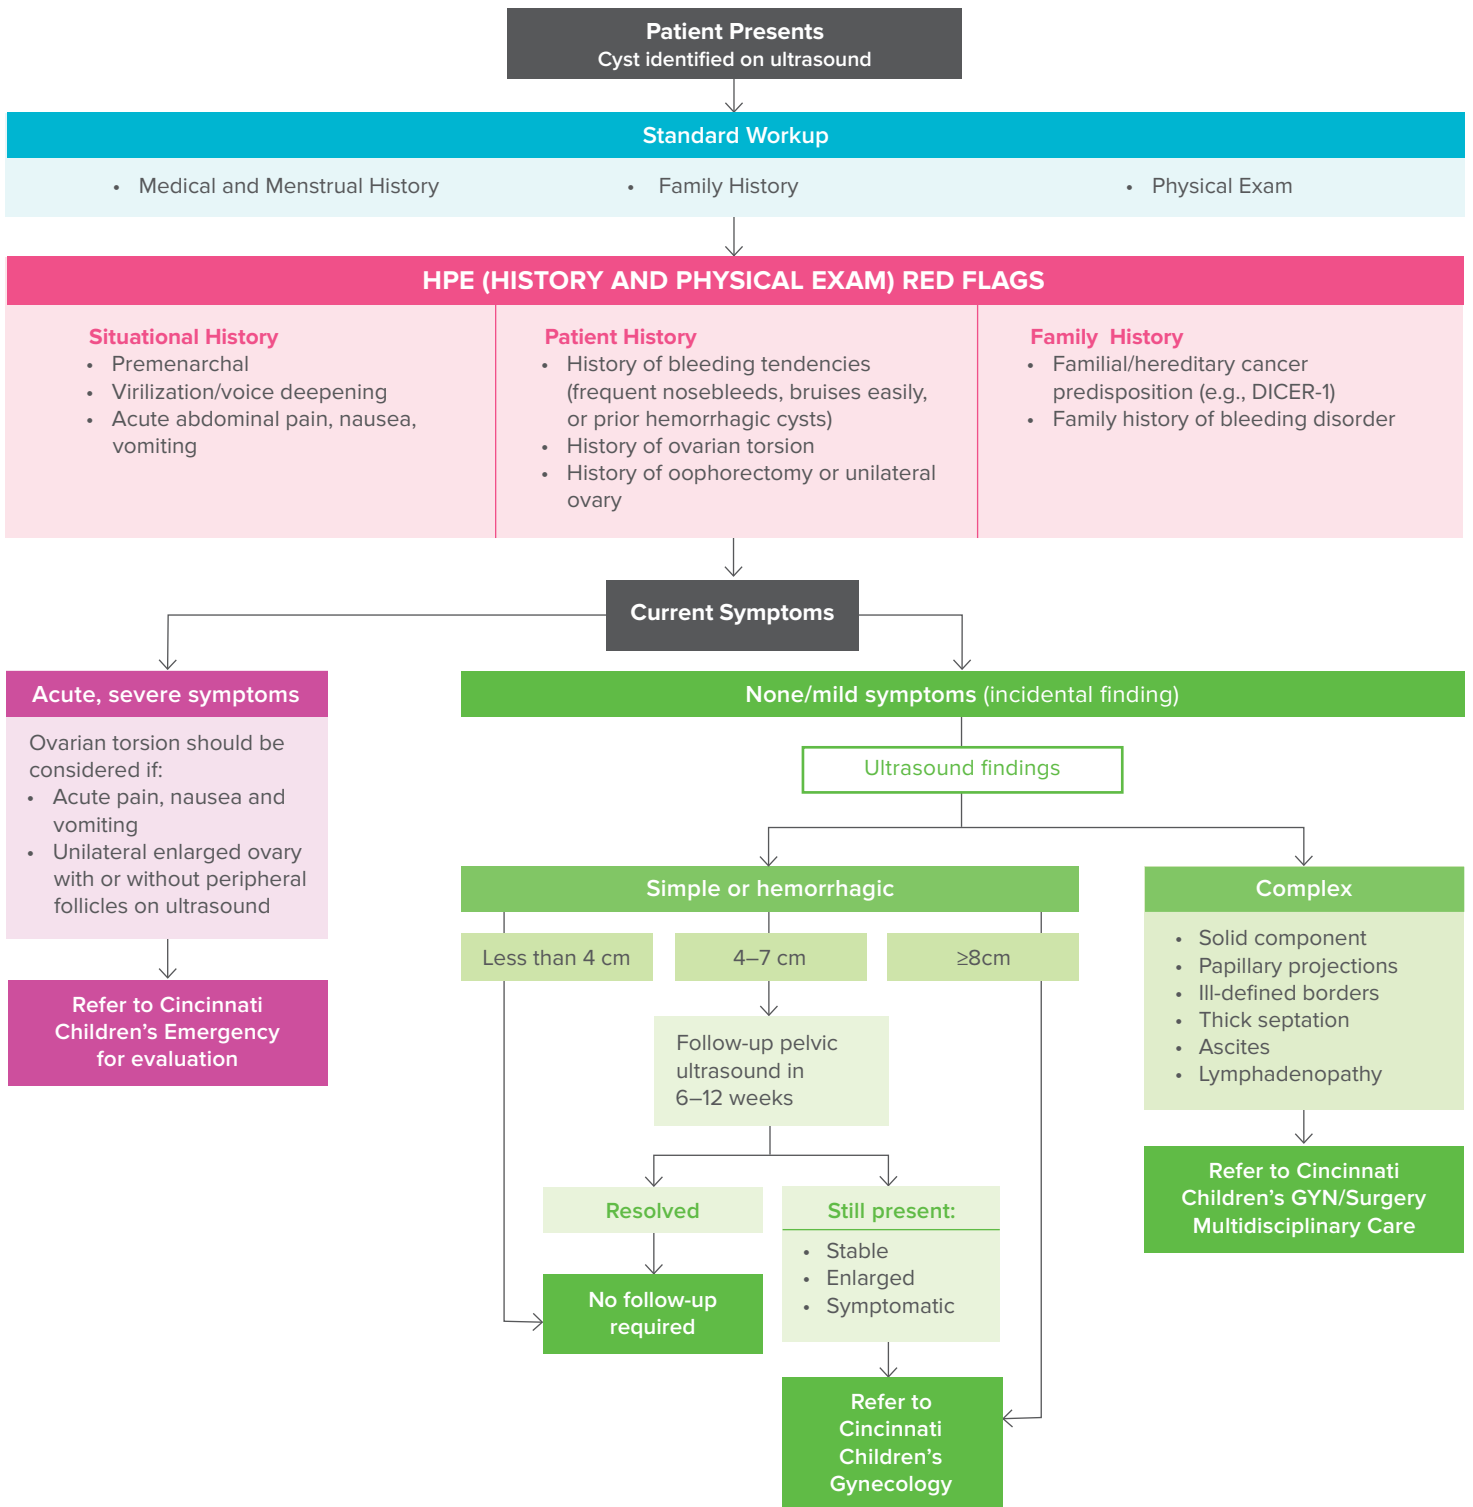 Patient Presents
Cyst identified on ultrasound
Standard Workup
• Medical and Menstrual History
• Family History
• Physical Exam
HPE (HISTORY AND PHYSICAL EXAM) RED FLAGS
Situational History
• Premenarchal
• Virilization/voice deepening
• Acute abdominal pain, nausea,
vomiting
Patient History
• History of bleeding tendencies
(frequent nosebleeds, bruises easily,
or prior hemorrhagic cysts)
• History of ovarian torsion
• History of oophorectomy or unilateral
ovary
Family History
• Familial/hereditary cancer
predisposition (e.g., DICER-1)
• Family history of bleeding disorder
Current Symptoms
Acute, severe symptoms
Ovarian torsion should be
considered if:
• Acute pain, nausea and
vomiting
• Unilateral enlarged ovary
with or without peripheral
follicles on ultrasound
Refer to Cincinnati
Children’s Emergency
for evaluation
None/mild symptoms (incidental finding)
Ultrasound findings
Simple or hemorrhagic
Less than 4 cm
4–7 cm
≥8cm
Follow-up pelvic
ultrasound in
6–12 weeks
Resolved
No follow-up
required
Still present:
• Stable
• Enlarged
• Symptomatic
Refer to
Cincinnati
Children’s
Gynecology
Complex
• Solid component
• Papillary projections
• Ill-defined borders
• Thick septation
• Ascites
• Lymphadenopathy
Refer to Cincinnati
Children’s GYN/Surgery
Multidisciplinary Care